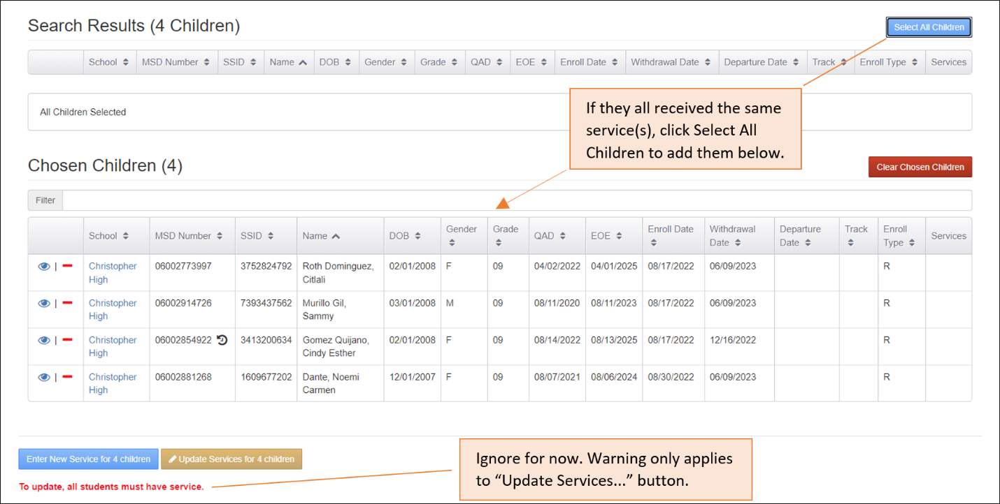 Search Results (4 Children)
Select All Children
School MSD Number SSID Name DOB Gender Grade QAD EOE Enroll Date Withdrawal Date Departure Date Track Enroll Type Services
All Children Selected
If they all received the same
service(s), click Select All
Children to add them below.
Chosen Children (4)
Clear Chosen Children
Filter
School MSD Number SSID Name DOB Gender Grade QAD EOE Enroll Date Withdrawal Date Departure Date Track Enroll Type Services
Christopher High | 06002773997 3752824792 Roth Dominguez, Citlali 02/01/2008 F 09 04/02/2022 04/01/2025 08/17/2022 06/09/2023 R
Christopher High | 06002914726 7393437562 Murillo Gil, Sammy 03/01/2008 M 09 08/11/2020 08/11/2023 08/17/2022 06/09/2023 R
Christopher High | 06002854922 3413200634 Gomez Quijano, Cindy Esther 02/01/2008 F 09 08/14/2022 08/13/2025 08/17/2022 12/16/2022 R
Christopher High | 06002881268 1609677202 Dante, Noemi Carmen 12/01/2007 F 09 08/07/2021 08/06/2024 08/30/2022 06/09/2023 R
Enter New Service for 4 children
Update Services for 4 children
To update, all students must have service.
Ignore for now. Warning only applies
to “Update Services...” button.